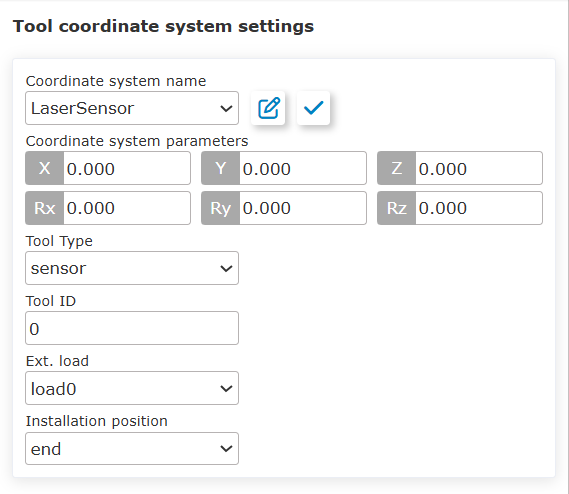 Tool coordinate system settings
Coordinate system name
LaserSensor
Coordinate system parameters
X 0.000 Y 0.000 Z 0.000
Rx 0.000 Ry 0.000 Rz 0.000
Tool Type
sensor
Tool ID
0
Ext. load
load0
Installation position
end